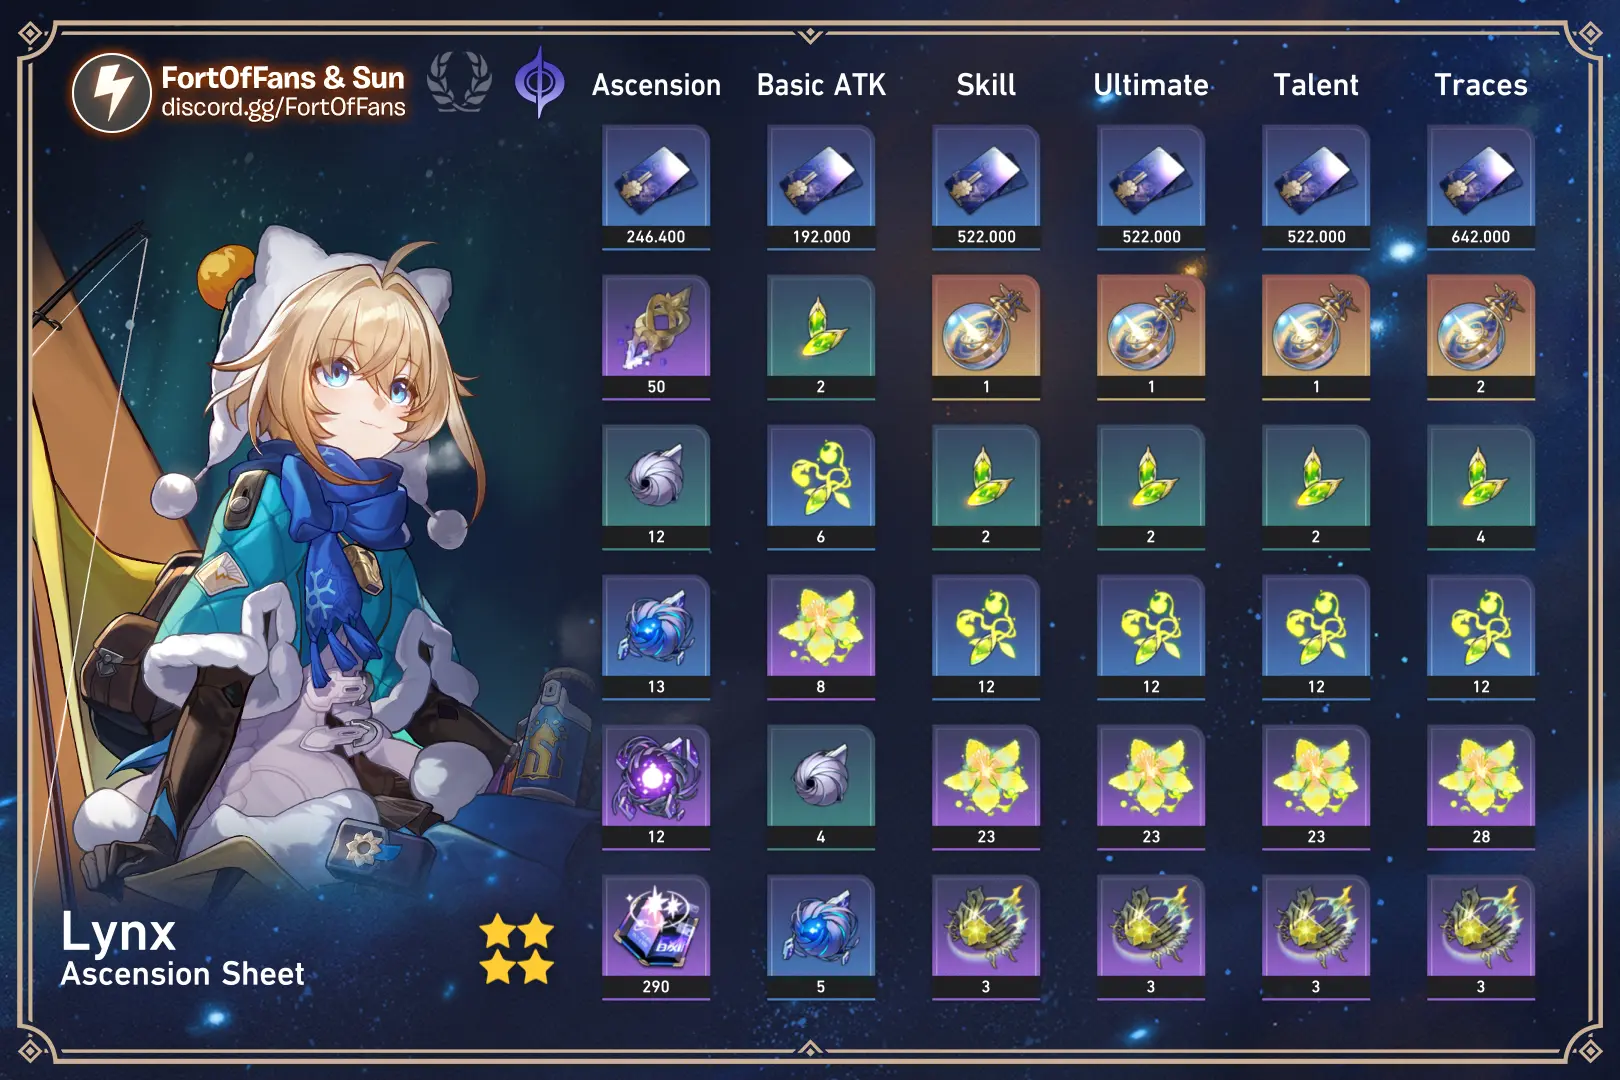 FortOfFans & Sun
discord.gg/FortOfFans
Ascension Basic ATK Skill Ultimate Talent Traces
246.400 192.000 522.000 522.000 522.000 642.000
50 2 1 1 1 2
12 6 2 2 2 4
13 8 12 12 12 12
12 4 23 23 23 28
290 5 3 3 3 3
Lynx
Ascension Sheet